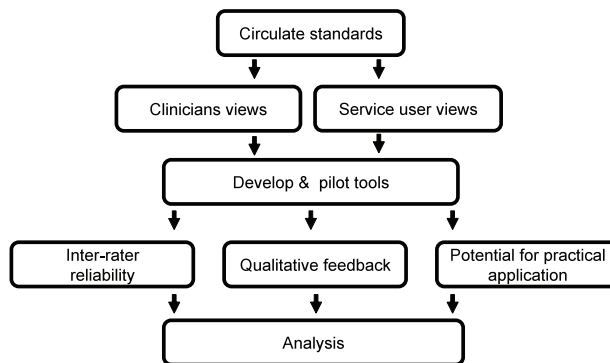 Circulate standards
Clinicians views
Service user views
Develop & pilot tools
Inter-rater
reliability
Qualitative feedback
Potential for practical
application
Analysis